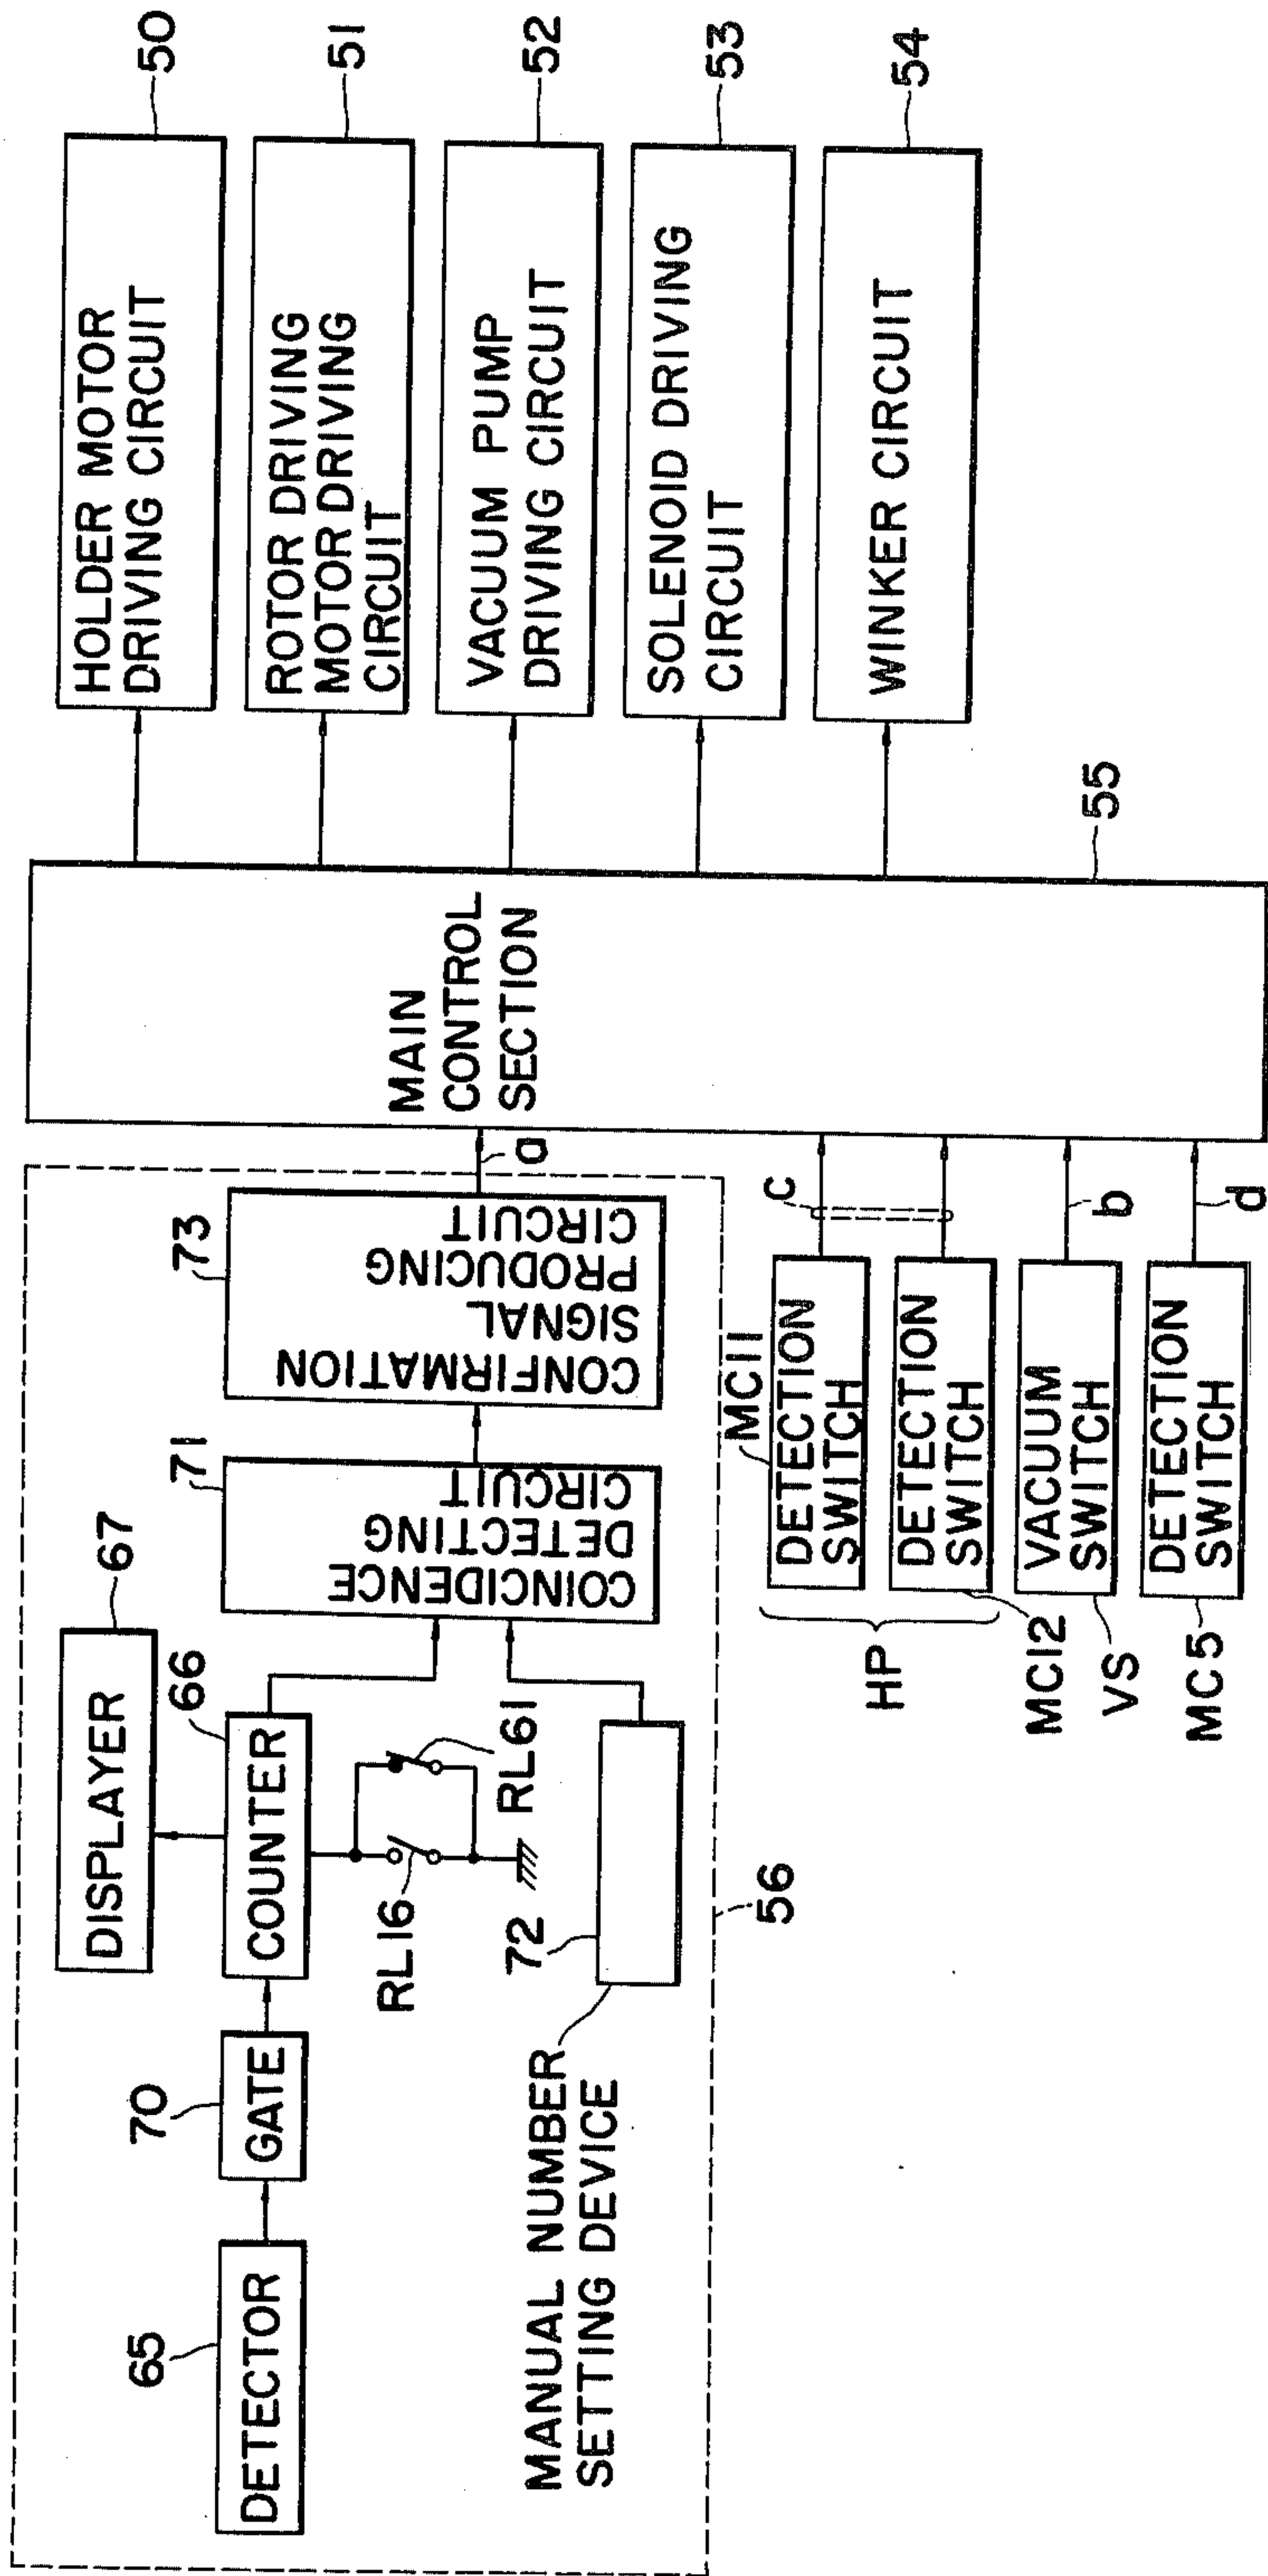 65
DETECTOR
70
GATE
66
COUNTER
67
DISPLAYER
RL16
RL61
72
MANUAL NUMBER
SETTING DEVICE
71
COINCIDENCE
DETECTING
CIRCUIT
73
CONFIRMATION
SIGNAL
PRODUCING
CIRCUIT
a
56
HP
MC11
DETECTION
SWITCH
c
MC12
DETECTION
SWITCH
VS
VACUUM
SWITCH
b
MC5
DETECTION
SWITCH
d
MAIN
CONTROL
SECTION
55
HOLDER MOTOR
DRIVING CIRCUIT
50
ROTOR DRIVING
MOTOR DRIVING
CIRCUIT
51
VACUUM PUMP
DRIVING CIRCUIT
52
SOLENOID DRIVING
CIRCUIT
53
WINKER CIRCUIT
54